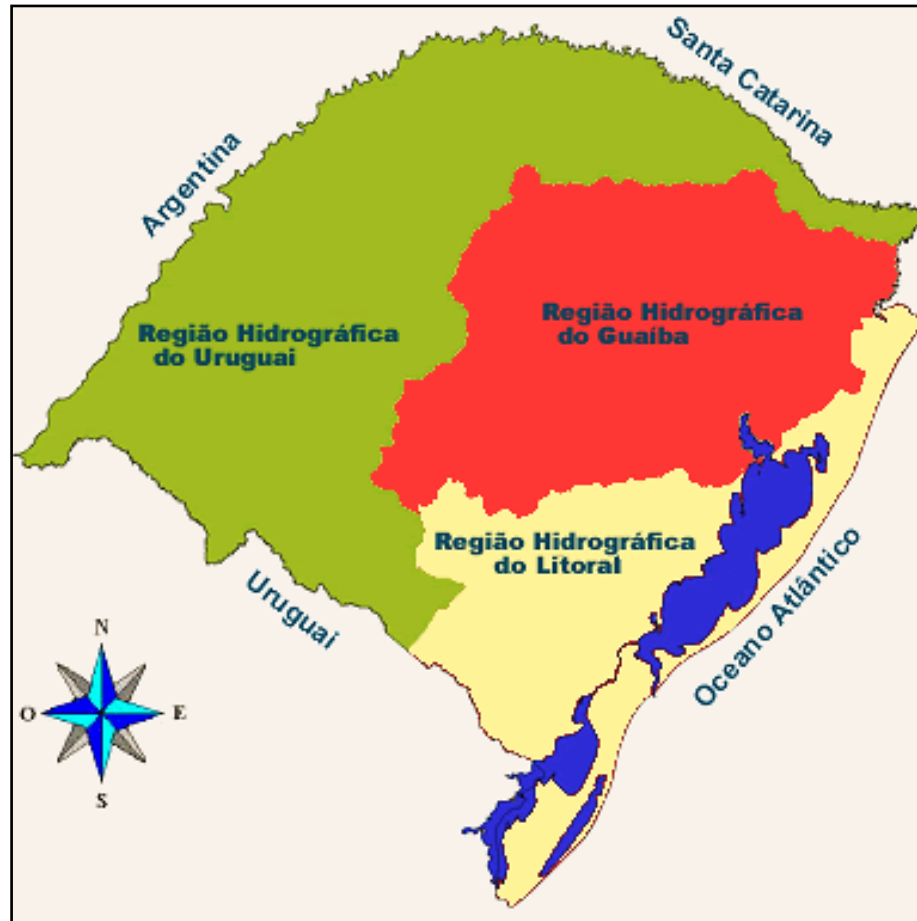 Santa Catarina
Argentina
Região Hidrográfica
do Guaíba
Região Hidrográfica
do Uruguai
Região Hidrográfica
do Litoral
Oceano Atlântico
Uruguai
N
O
E
S